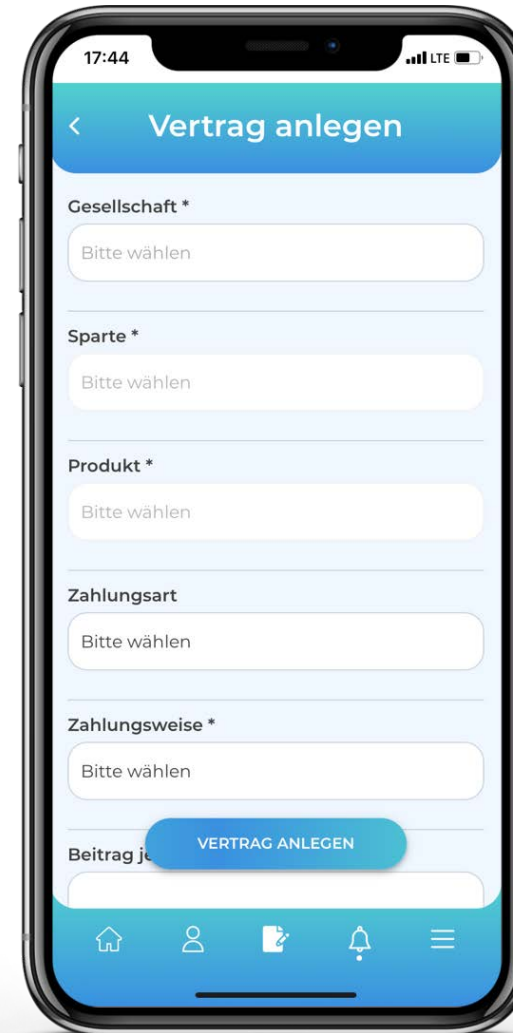 17:44
LTE
Vertrag anlegen
Gesellschaft *
Bitte wählen
Sparte *
Bitte wählen
Produkt *
Bitte wählen
Zahlungsart
Bitte wählen
Zahlungsweise *
Bitte wählen
Beitrag
VERTRAG ANLEGEN